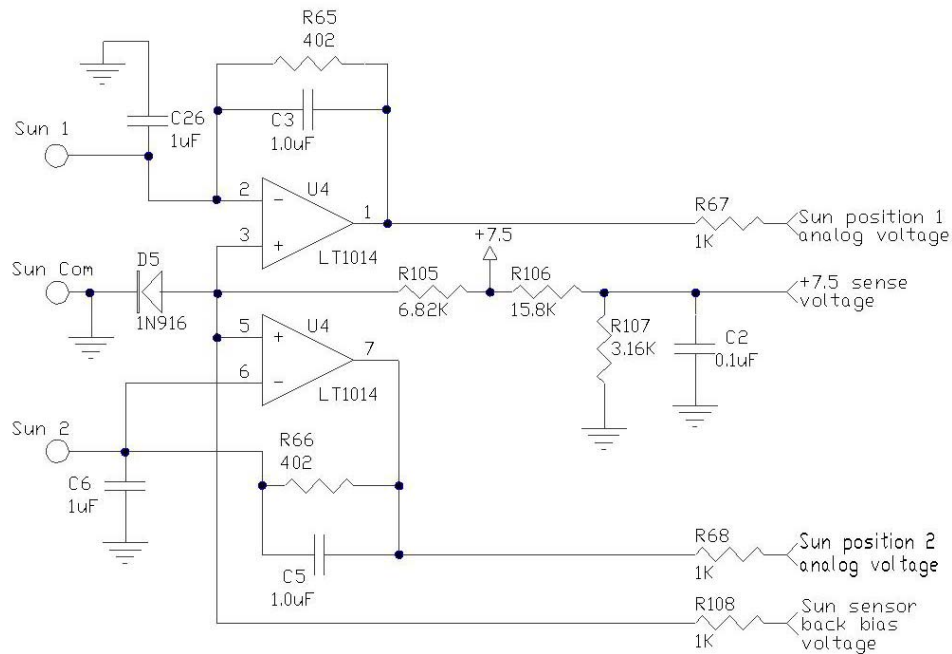 R65
402
C26
1uF
C3
1.0uF
Sun 1
2
U4
-
1
3
+
LT1014
R67
1K
Sun position 1
analog voltage
+7.5
Sun Com
D5
1N916
R105
6.82K
R106
15.8K
+7.5 sense
voltage
5
U4
+
7
6
-
LT1014
R107
3.16K
C2
0.1uF
Sun 2
R66
402
C6
1uF
C5
1.0uF
R68
1K
Sun position 2
analog voltage
R108
1K
Sun sensor
back bias
voltage